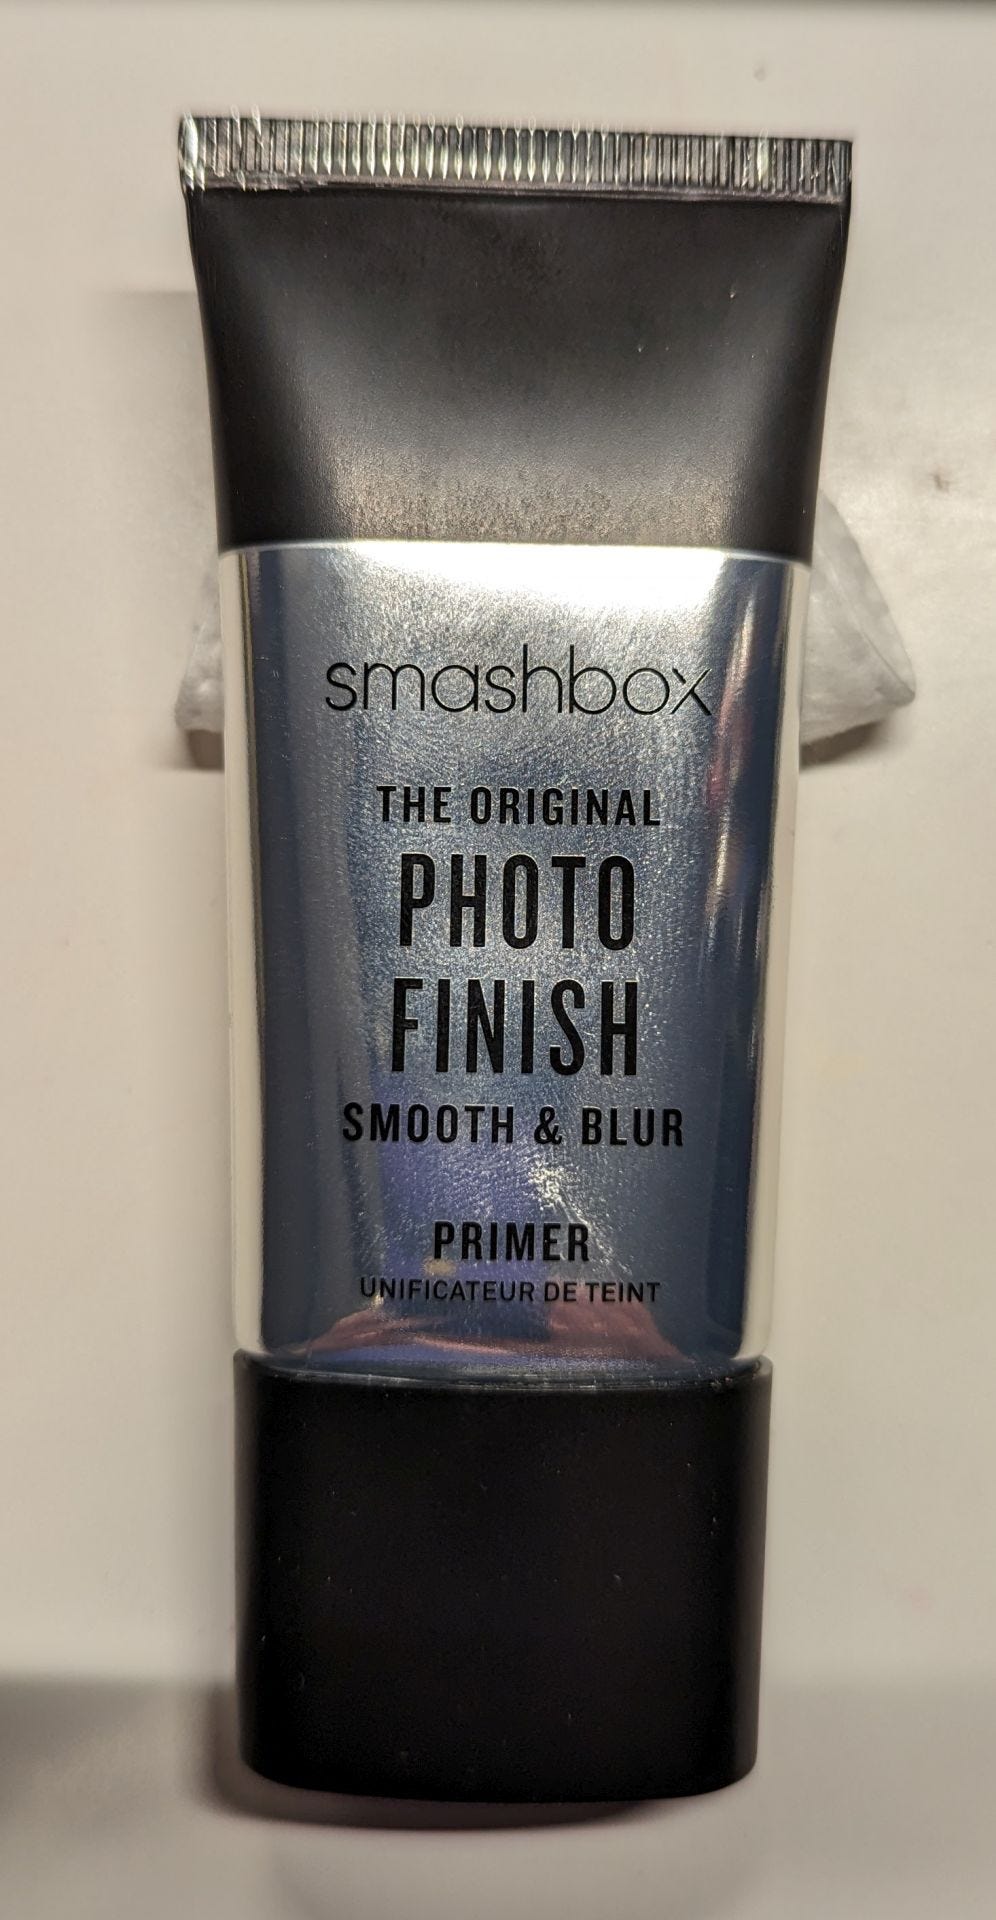 smashbox
THE ORIGINAL
PHOTO
FINISH
SMOOTH & BLUR
PRIMER
UNIFICATEUR DE TEINT